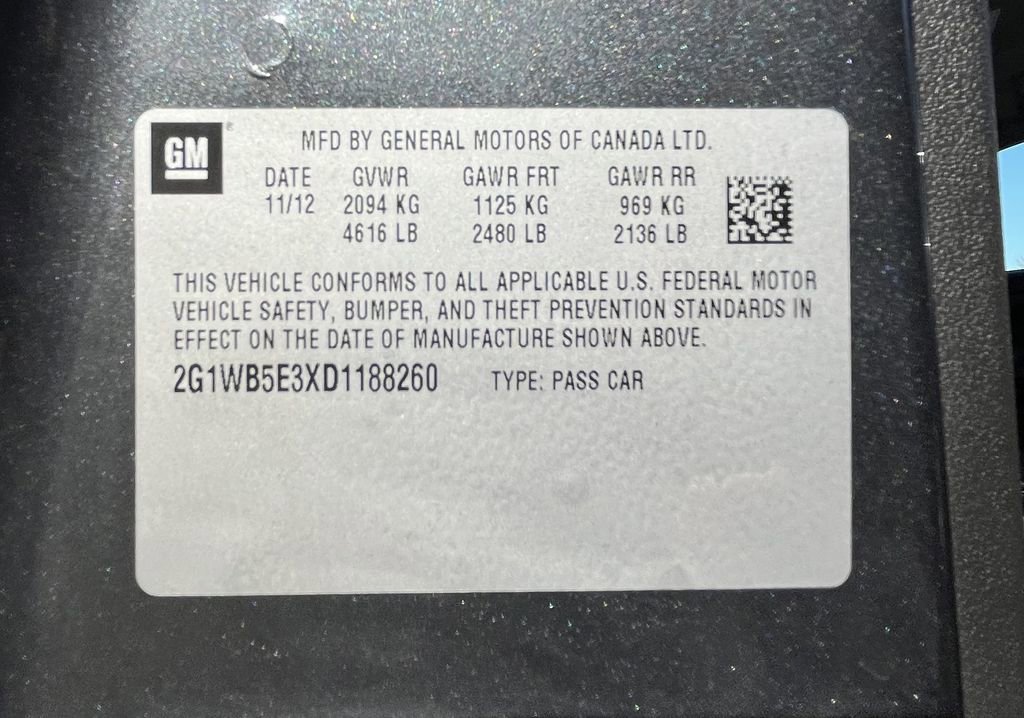 GM®
MFD BY GENERAL MOTORS OF CANADA LTD.
DATE GVWR GAWR FRT GAWR RR
11/12 2094 KG 1125 KG 969 KG
4616 LB 2480 LB 2136 LB
THIS VEHICLE CONFORMS TO ALL APPLICABLE U.S. FEDERAL MOTOR
VEHICLE SAFETY, BUMPER, AND THEFT PREVENTION STANDARDS IN
EFFECT ON THE DATE OF MANUFACTURE SHOWN ABOVE.
2G1WB5E3XD1188260 TYPE: PASS CAR